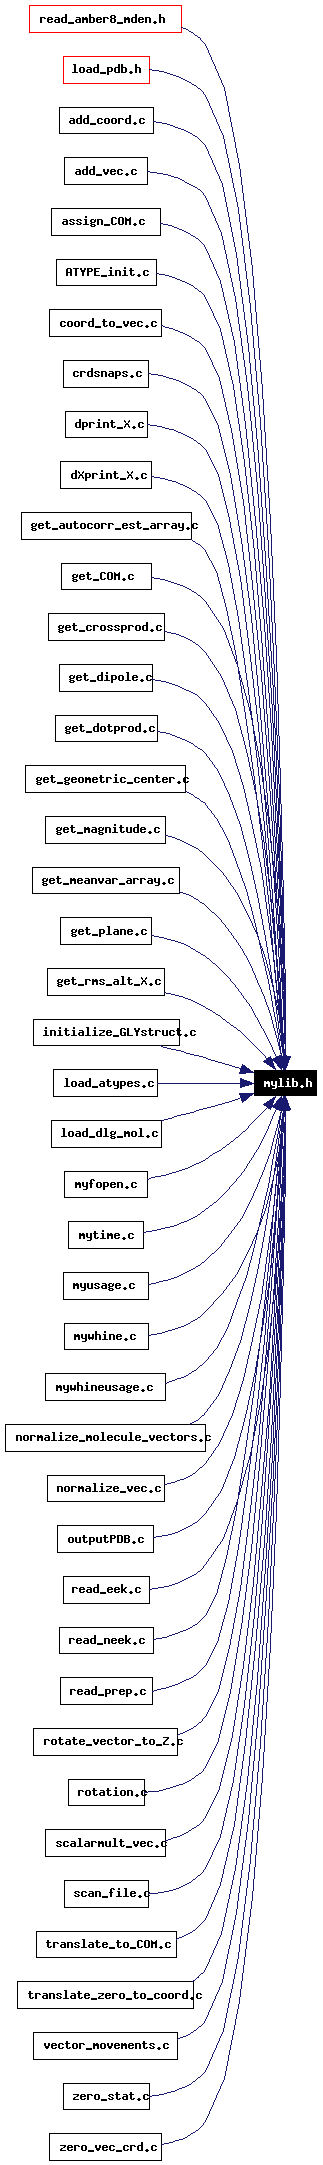 read_amber8_mden.h
load_pdb.h
add_coord.c
add_vec.c
assign_COM.c
ATYPE_init.c
coord_to_vec.c
crdsnaps.c
dprint_X.c
dXprint_X.c
get_autocorr_est_array.c
get_COM.c
get_crossprod.c
get_dipole.c
get_dotprod.c
get_geometric_center.c
get_magnitude.c
get_meanvar_array.c
get_plane.c
get_rms_alt_X.c
initialize_GLYstruct.c
load_atypes.c
mylib.h
load_dlg_mol.c
myfopen.c
mytime.c
myusage.c
mywhine.c
mywhineusage.c
normalize_molecule_vectors.c
normalize_vec.c
outputPDB.c
read_eek.c
read_neek.c
read_prep.c
rotate_vector_to_Z.c
rotation.c
scalarmult_vec.c
scan_file.c
translate_to_COM.c
translate_zero_to_coord.c
vector_movements.c
zero_stat.c
zero_vec_crd.c